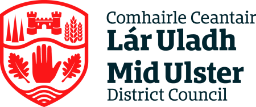 Comhairle Ceantair
Lár Uladh
Mid Ulster
District Council